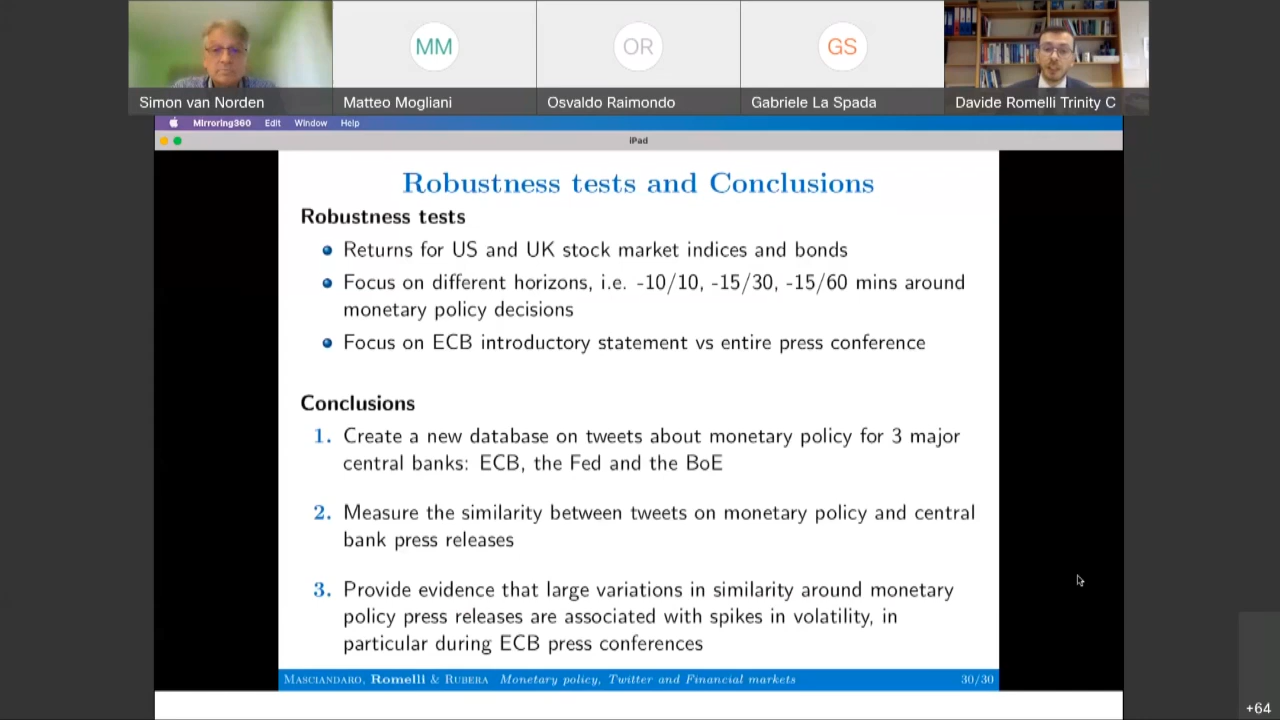 MM
OR
GS
Simon van Norden
Matteo Mogliani
Osvaldo Raimondo
Gabriele La Spada
Davide Romelli Trinity C
Mirroring360 Edit Window Help
iPad
Robustness tests and Conclusions
Robustness tests
Returns for US and UK stock market indices and bonds
Focus on different horizons, i.e. -10/10, -15/30, -15/60 mins around
monetary policy decisions
Focus on ECB introductory statement vs entire press conference
Conclusions
1. Create a new database on tweets about monetary policy for 3 major
central banks: ECB, the Fed and the BoE
2. Measure the similarity between tweets on monetary policy and central
bank press releases
3. Provide evidence that large variations in similarity around monetary
policy press releases are associated with spikes in volatility, in
particular during ECB press conferences
Masciandaro, Romelli & Rubera Monetary policy, Twitter and Financial markets 30/30
+64